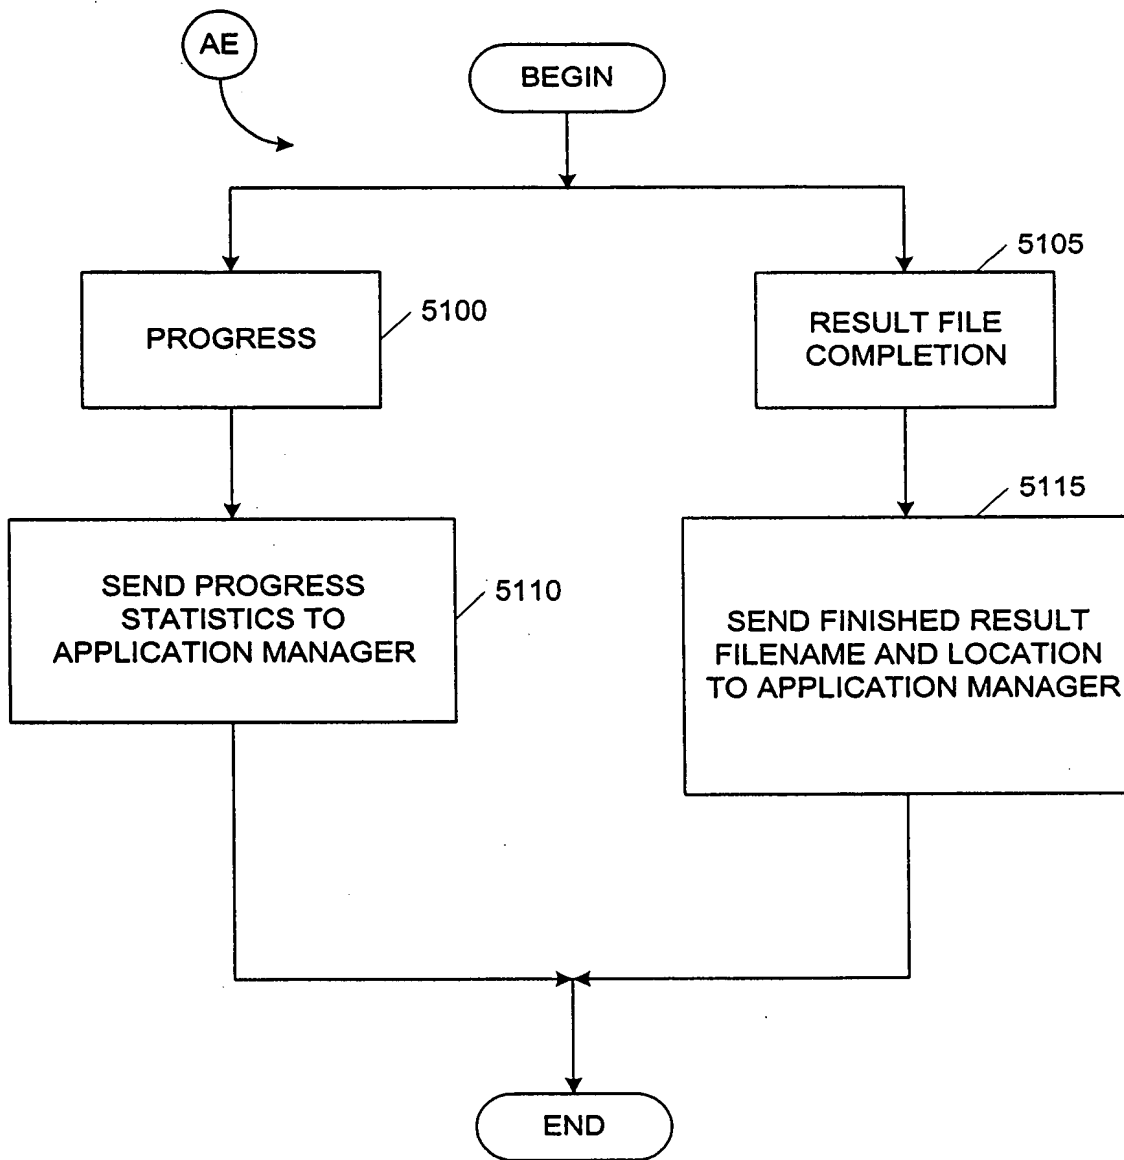 AE
BEGIN
5105
PROGRESS
5100
RESULT FILE
COMPLETION
5115
SEND PROGRESS
STATISTICS TO
APPLICATION MANAGER
5110
SEND FINISHED RESULT
FILENAME AND LOCATION
TO APPLICATION MANAGER
END